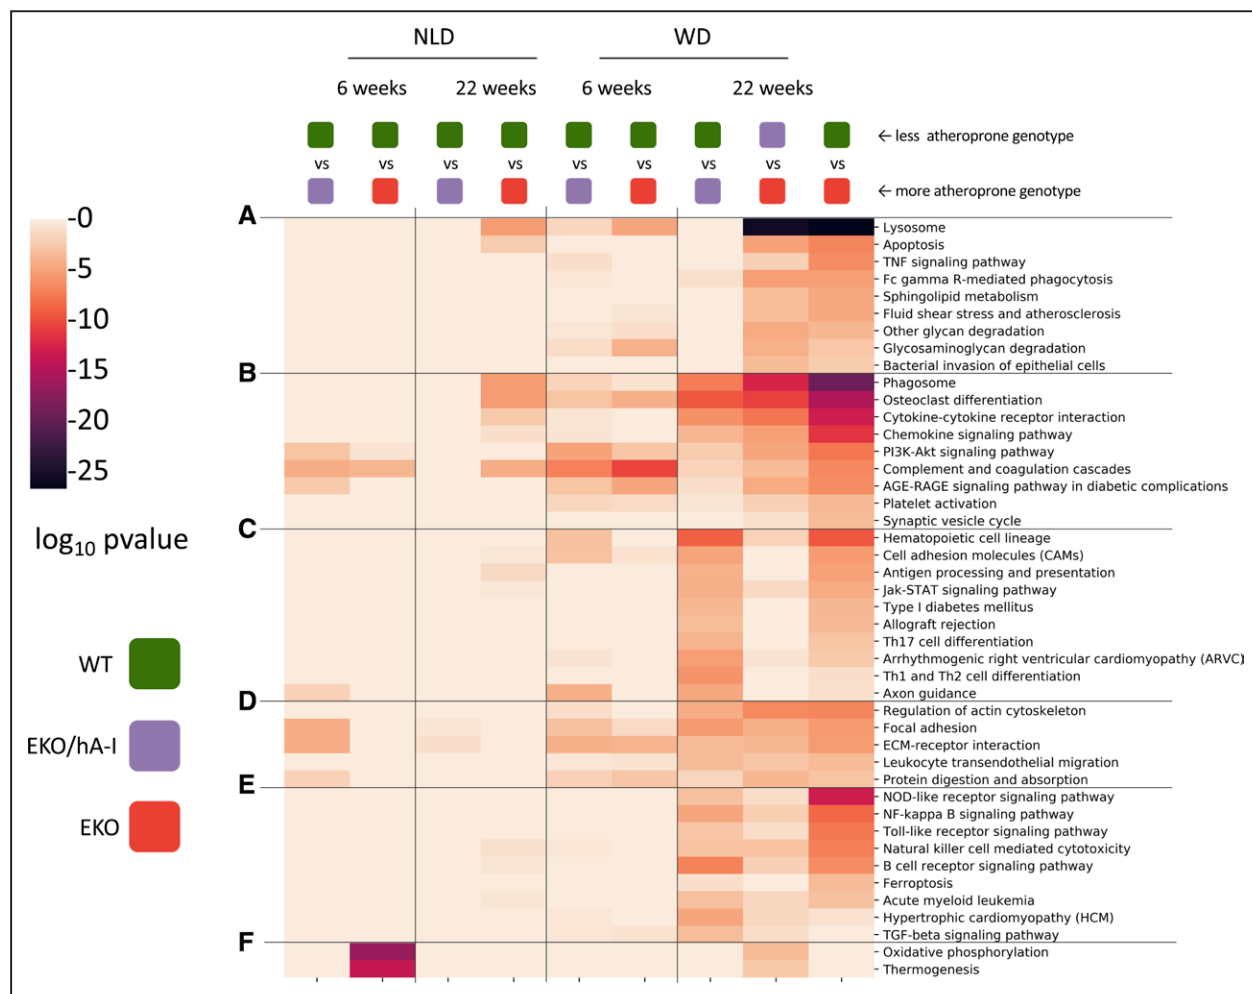 NLD WD
6 weeks 22 weeks 6 weeks 22 weeks
← less atheroprone genotype
vs vs vs vs vs vs vs vs vs
← more atheroprone genotype
-0
-5
-10
-15
-20
-25
log10 pvalue
WT
EKO/hA-I
EKO
A
Lysosome
Apoptosis
TNF signaling pathway
Fc gamma R-mediated phagocytosis
Sphingolipid metabolism
Fluid shear stress and atherosclerosis
Other glycan degradation
Glycosaminoglycan degradation
Bacterial invasion of epithelial cells
B
Phagosome
Osteoclast differentiation
Cytokine-cytokine receptor interaction
Chemokine signaling pathway
PI3K-Akt signaling pathway
Complement and coagulation cascades
AGE-RAGE signaling pathway in diabetic complications
Platelet activation
Synaptic vesicle cycle
C
Hematopoietic cell lineage
Cell adhesion molecules (CAMs)
Antigen processing and presentation
Jak-STAT signaling pathway
Type I diabetes mellitus
Allograft rejection
Th17 cell differentiation
Arrhythmogenic right ventricular cardiomyopathy (ARVC)
Th1 and Th2 cell differentiation
Axon guidance
D
Regulation of actin cytoskeleton
Focal adhesion
ECM-receptor interaction
Leukocyte transendothelial migration
Protein digestion and absorption
E
NOD-like receptor signaling pathway
NF-kappa B signaling pathway
Toll-like receptor signaling pathway
Natural killer cell mediated cytotoxicity
B cell receptor signaling pathway
Ferroptosis
Acute myeloid leukemia
Hypertrophic cardiomyopathy (HCM)
TGF-beta signaling pathway
F
Oxidative phosphorylation
Thermogenesis